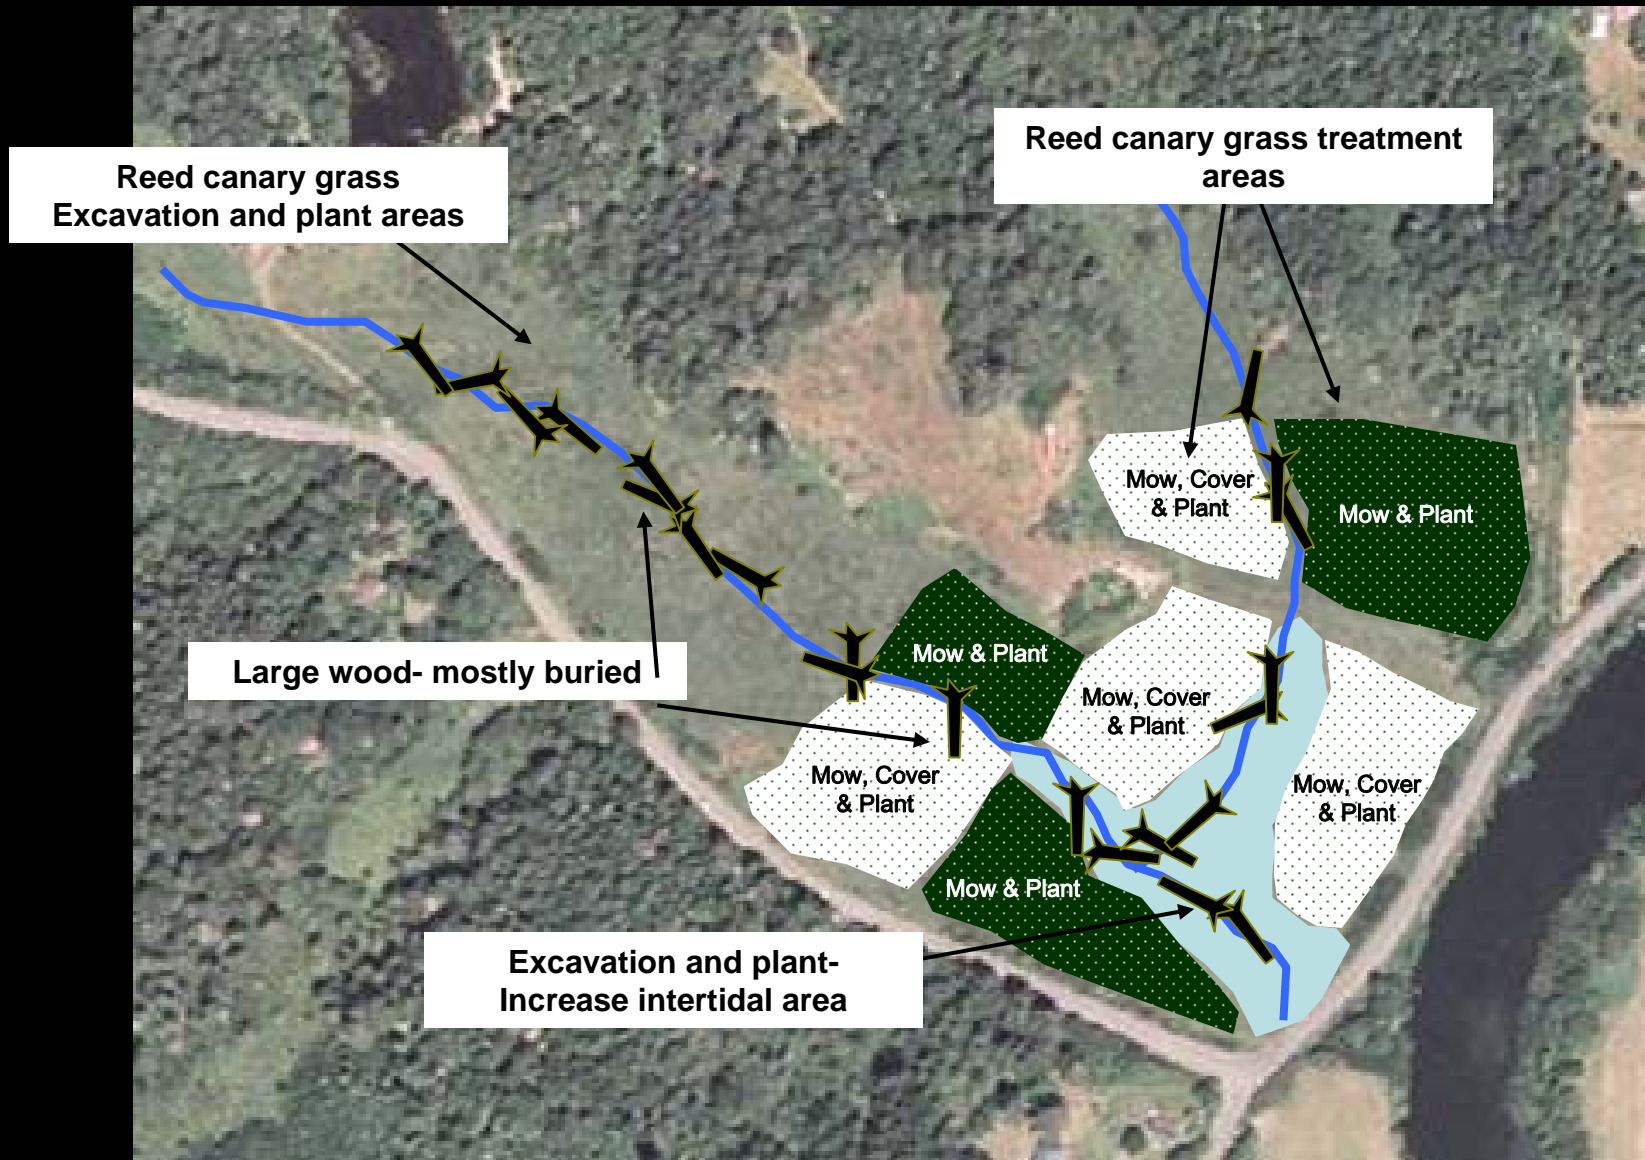 Reed canary grass treatment
areas
Reed canary grass
Excavation and plant areas
Mow, Cover
& Plant
Mow & Plant
Large wood- mostly buried
Mow & Plant
Mow, Cover
& Plant
Mow, Cover
& Plant
Mow, Cover
& Plant
Mow & Plant
Excavation and plant-
Increase intertidal area